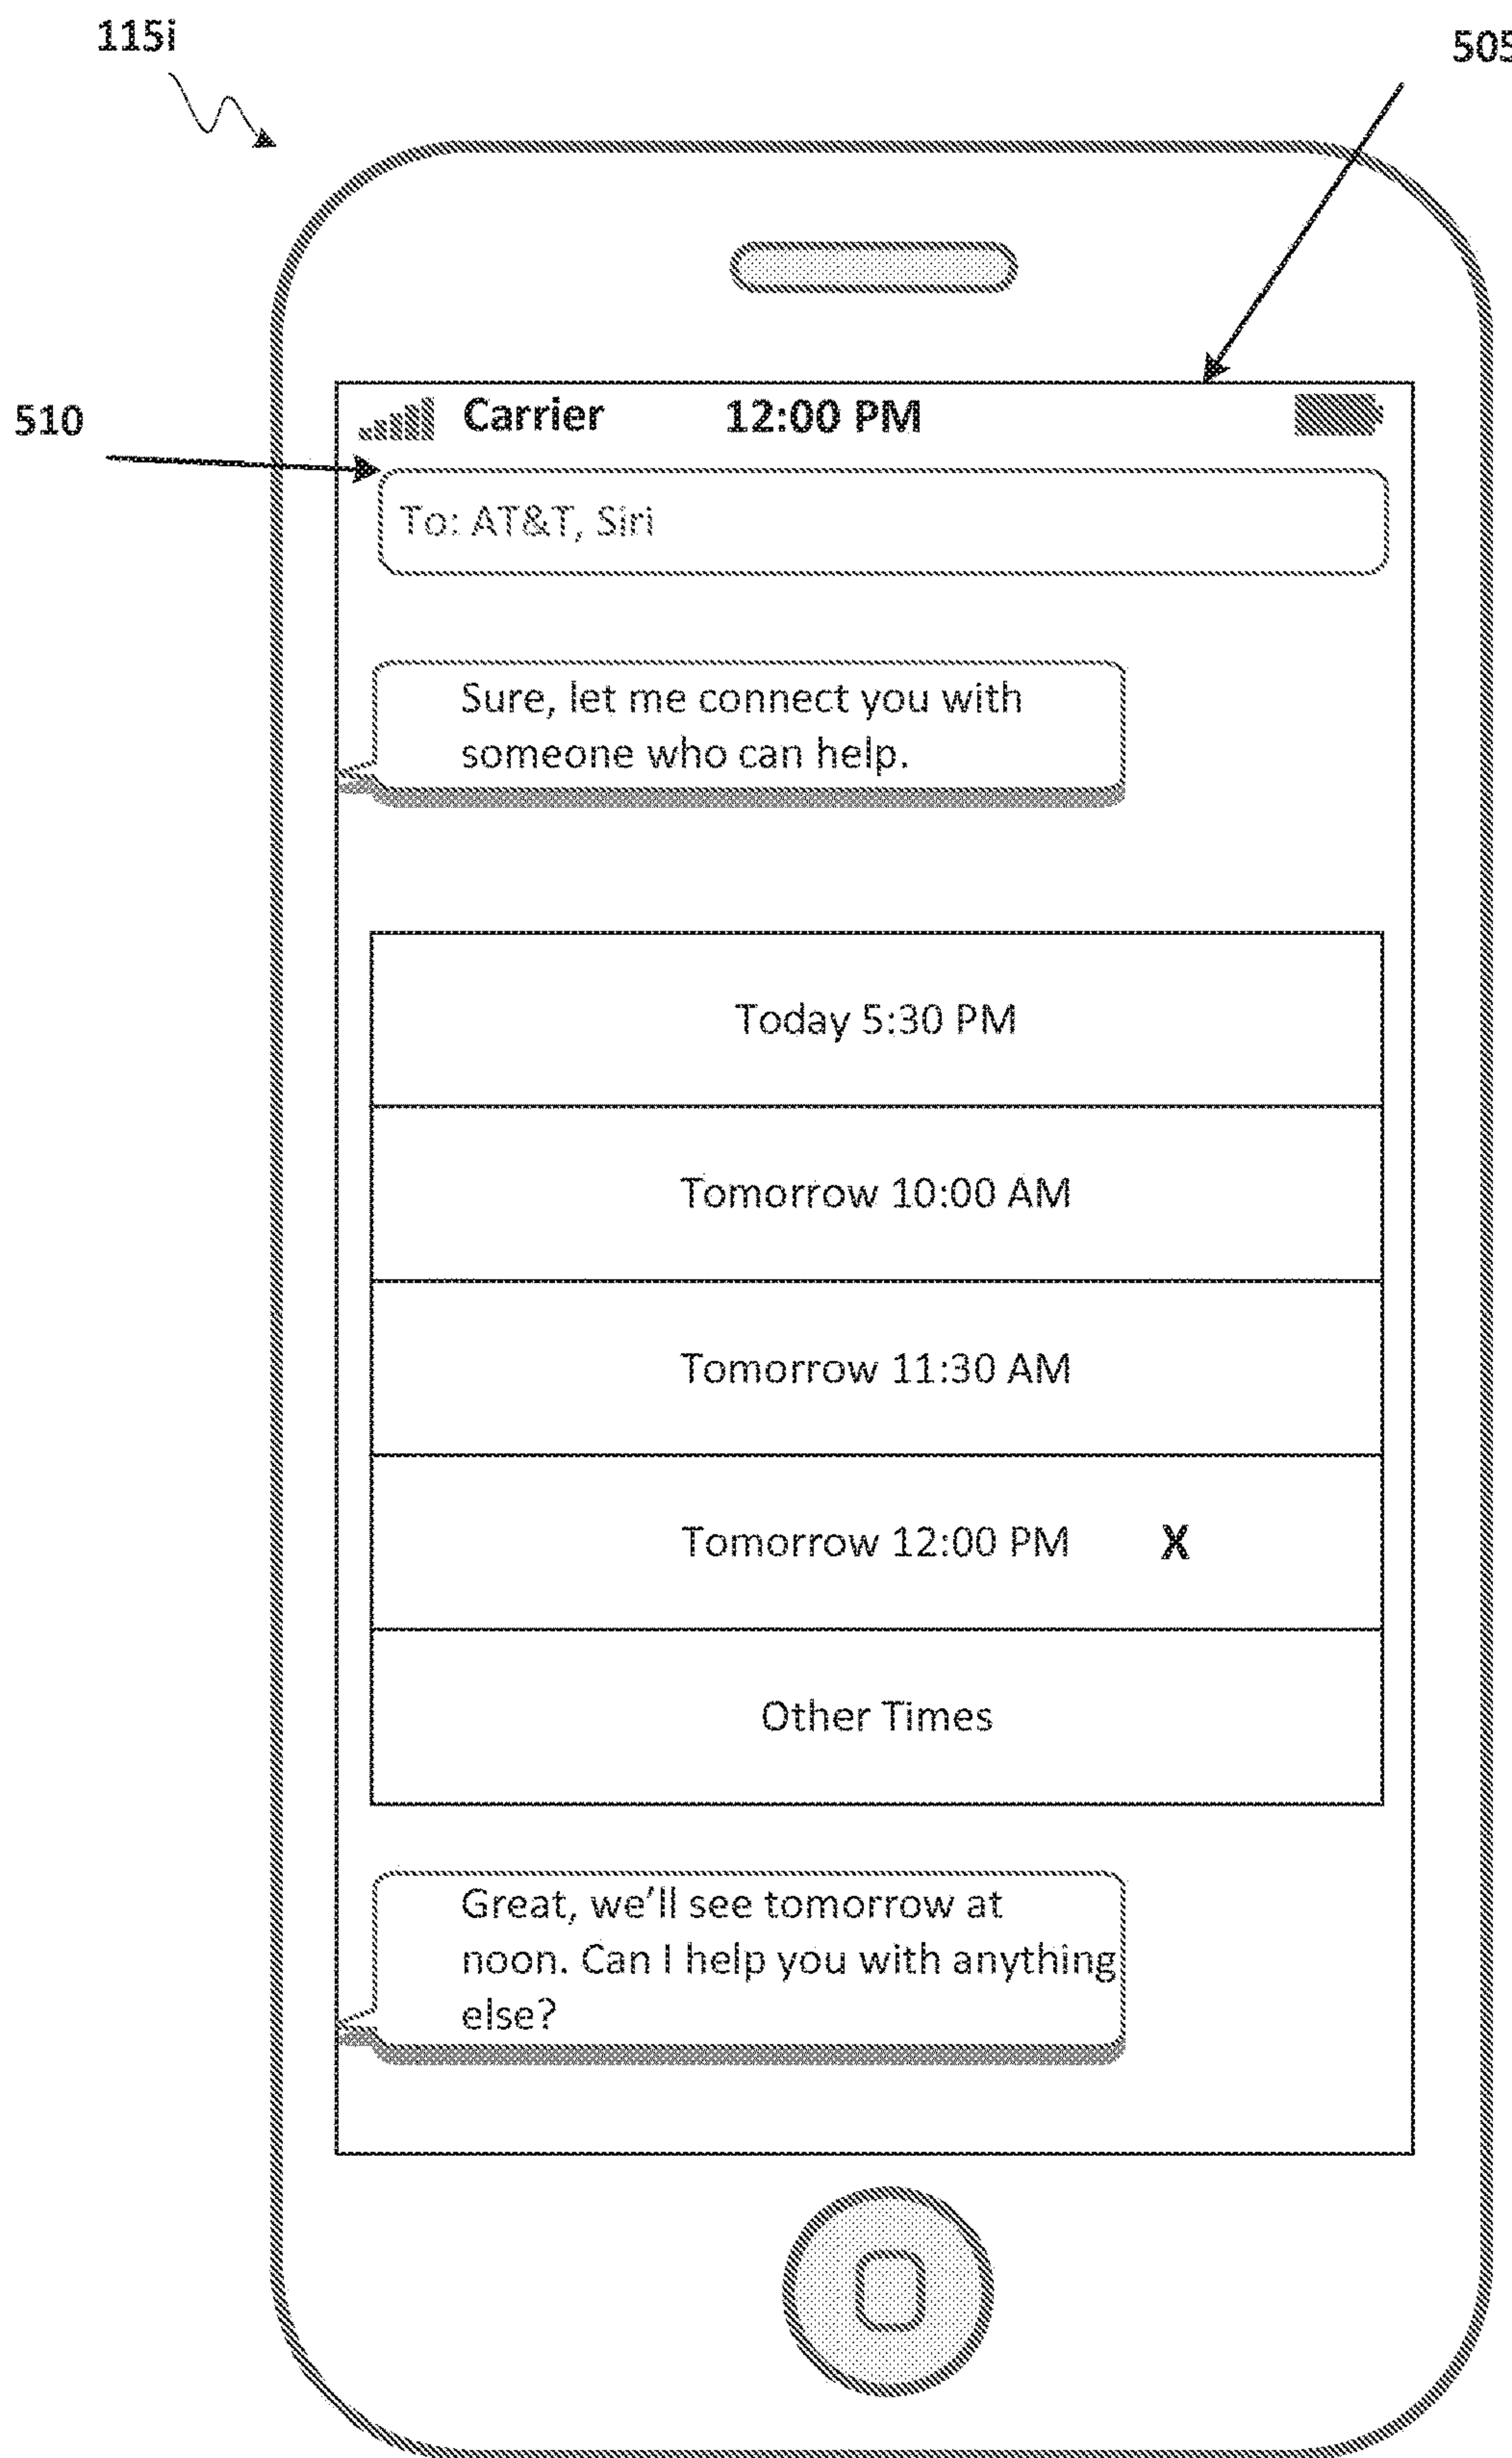 115i
505
510
Carrier 12:00 PM
To: AT&T, Siri
Sure, let me connect you with
someone who can help.
Today 5:30 PM
Tomorrow 10:00 AM
Tomorrow 11:30 AM
Tomorrow 12:00 PM X
Other Times
Great, we'll see tomorrow at
noon. Can I help you with anything
else?